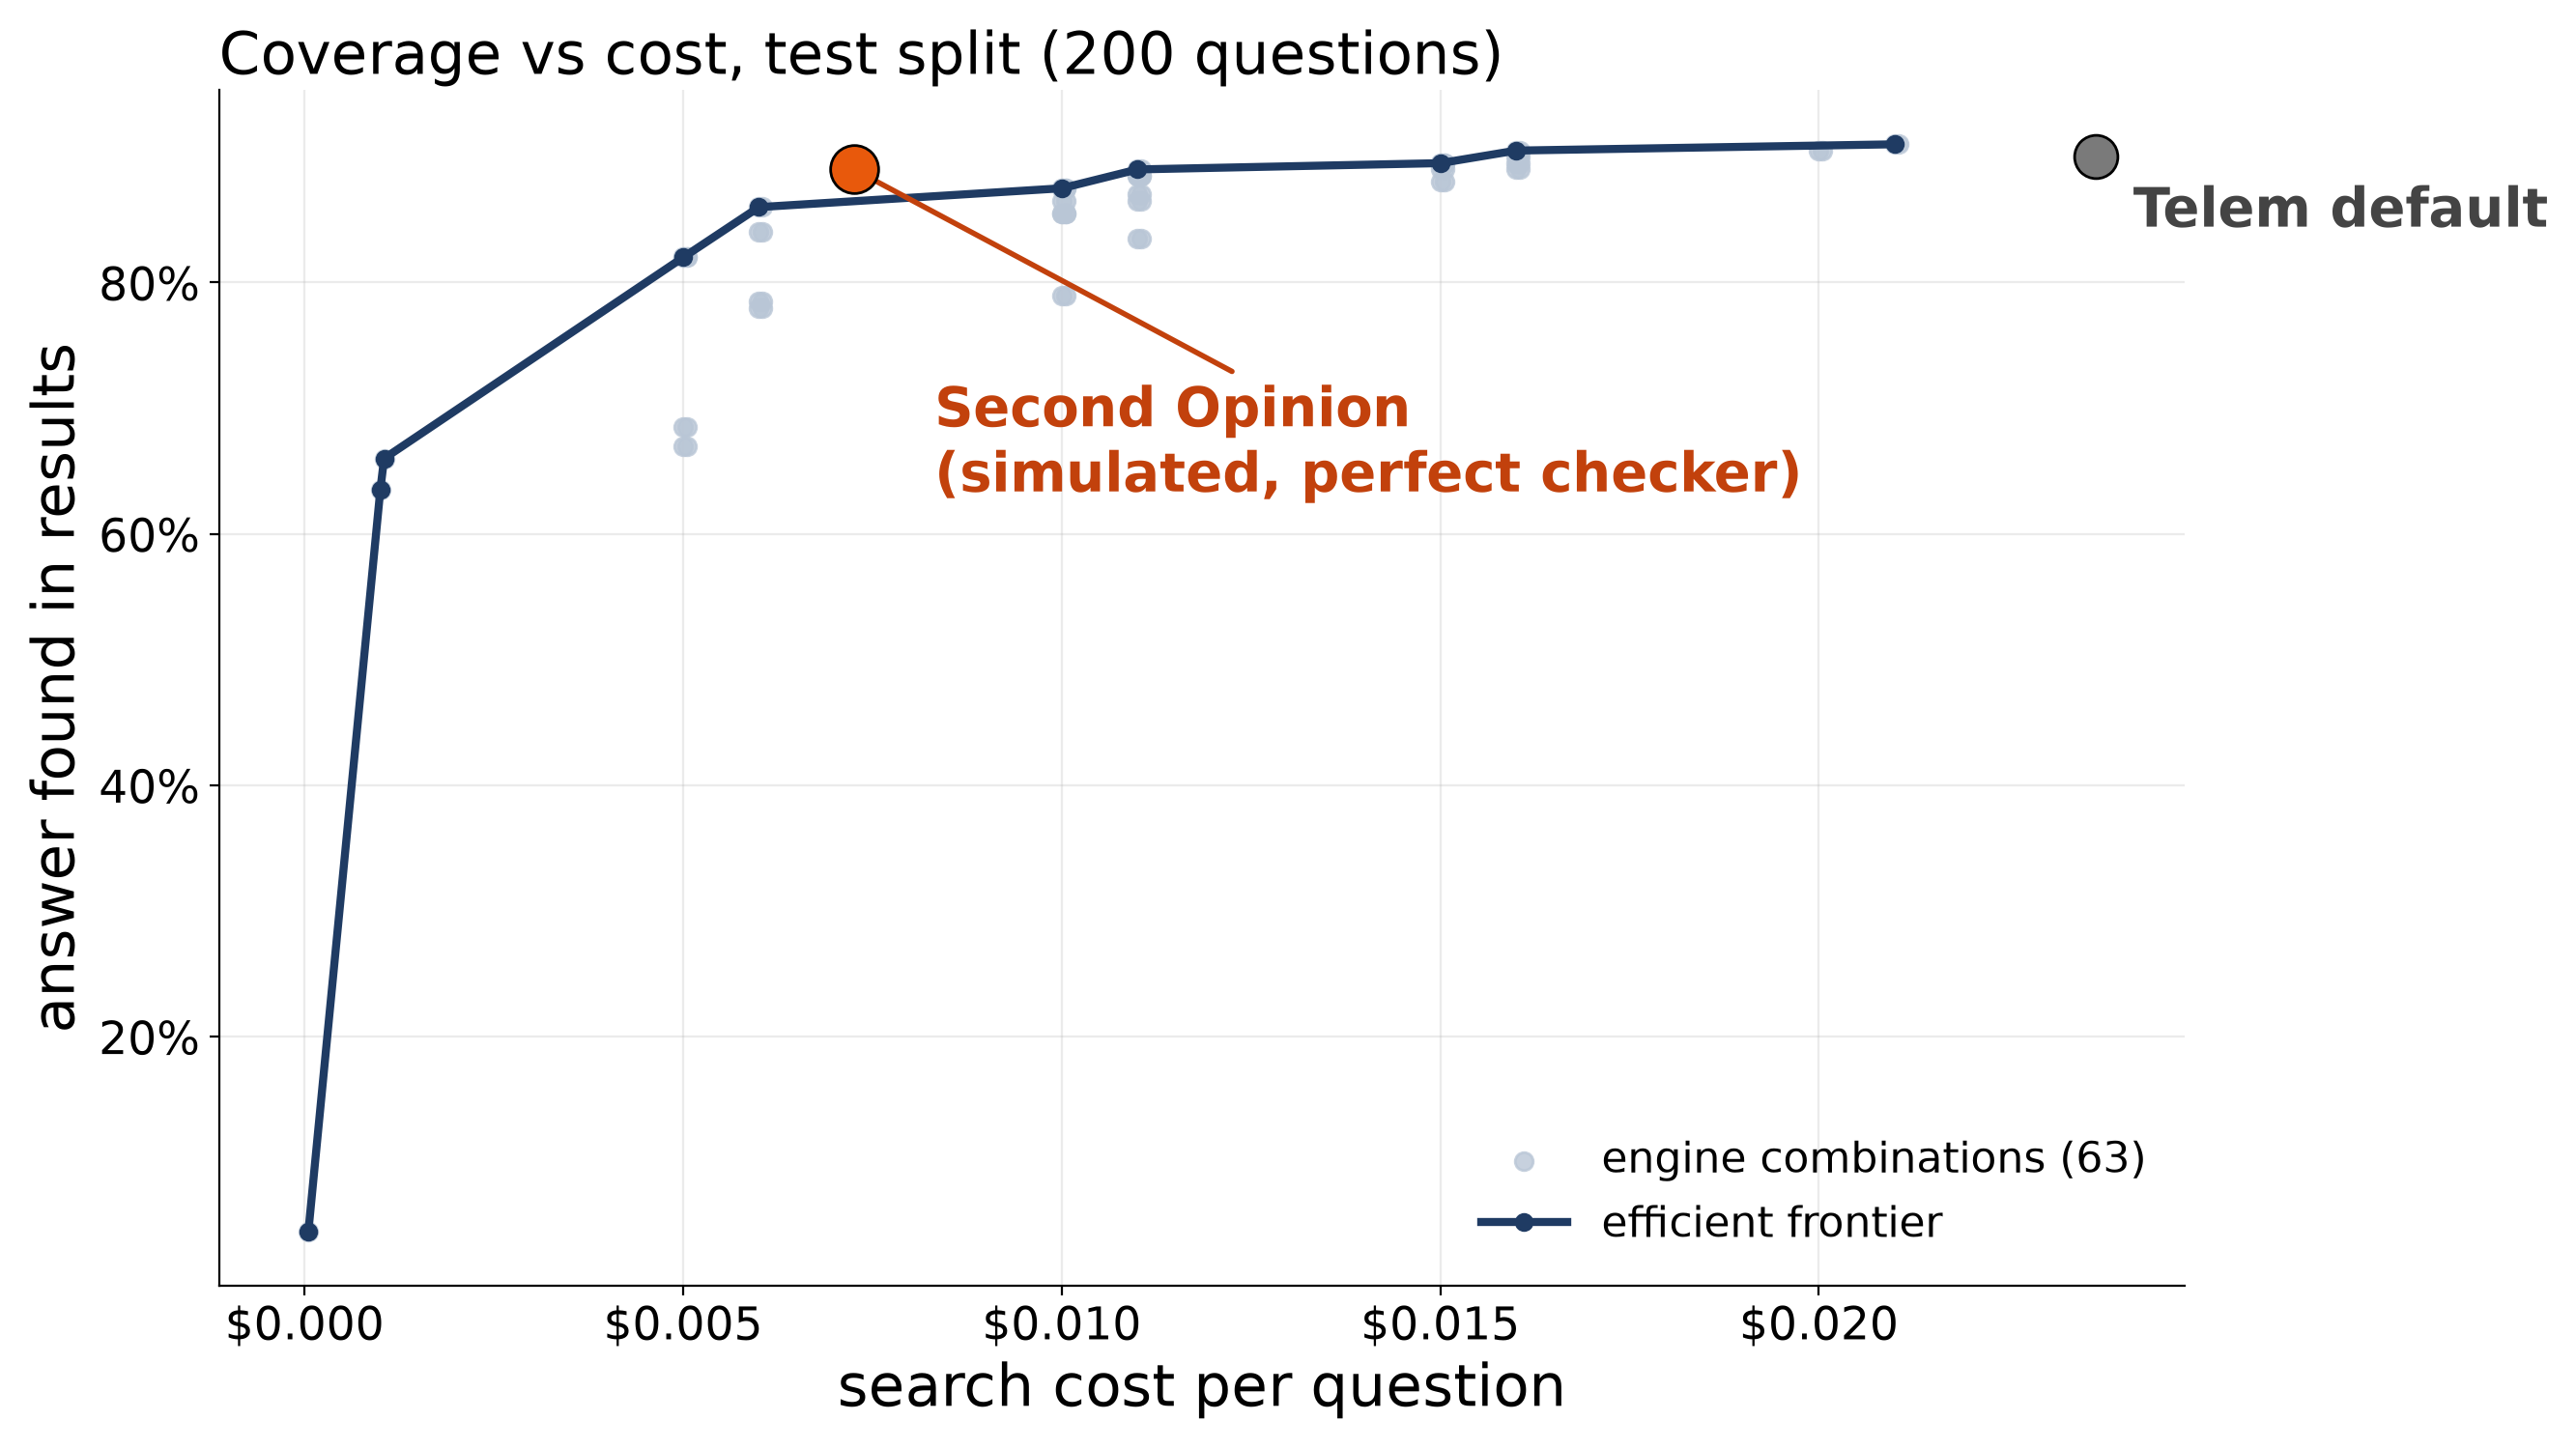 Coverage vs cost, test split (200 questions)
Telem default
80%
Second Opinion
(simulated, perfect checker)
60%
answer found in results
40%
20%
engine combinations (63)
efficient frontier
$0.000
$0.005
$0.010
$0.015
$0.020
search cost per question